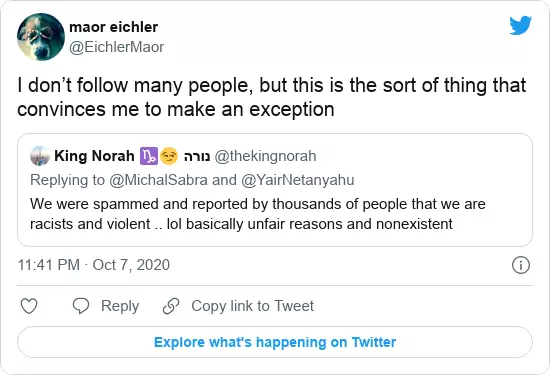 maor eichler
@EichlerMaor
I don’t follow many people, but this is the sort of thing that
convinces me to make an exception
King Norah ♑😏 נורה @thekingnorah
Replying to @MichalSabra and @YairNetanyahu
We were spammed and reported by thousands of people that we are
racists and violent .. lol basically unfair reasons and nonexistent
11:41 PM · Oct 7, 2020
Reply
Copy link to Tweet
Explore what's happening on Twitter